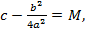 c − b²/4a² = M,